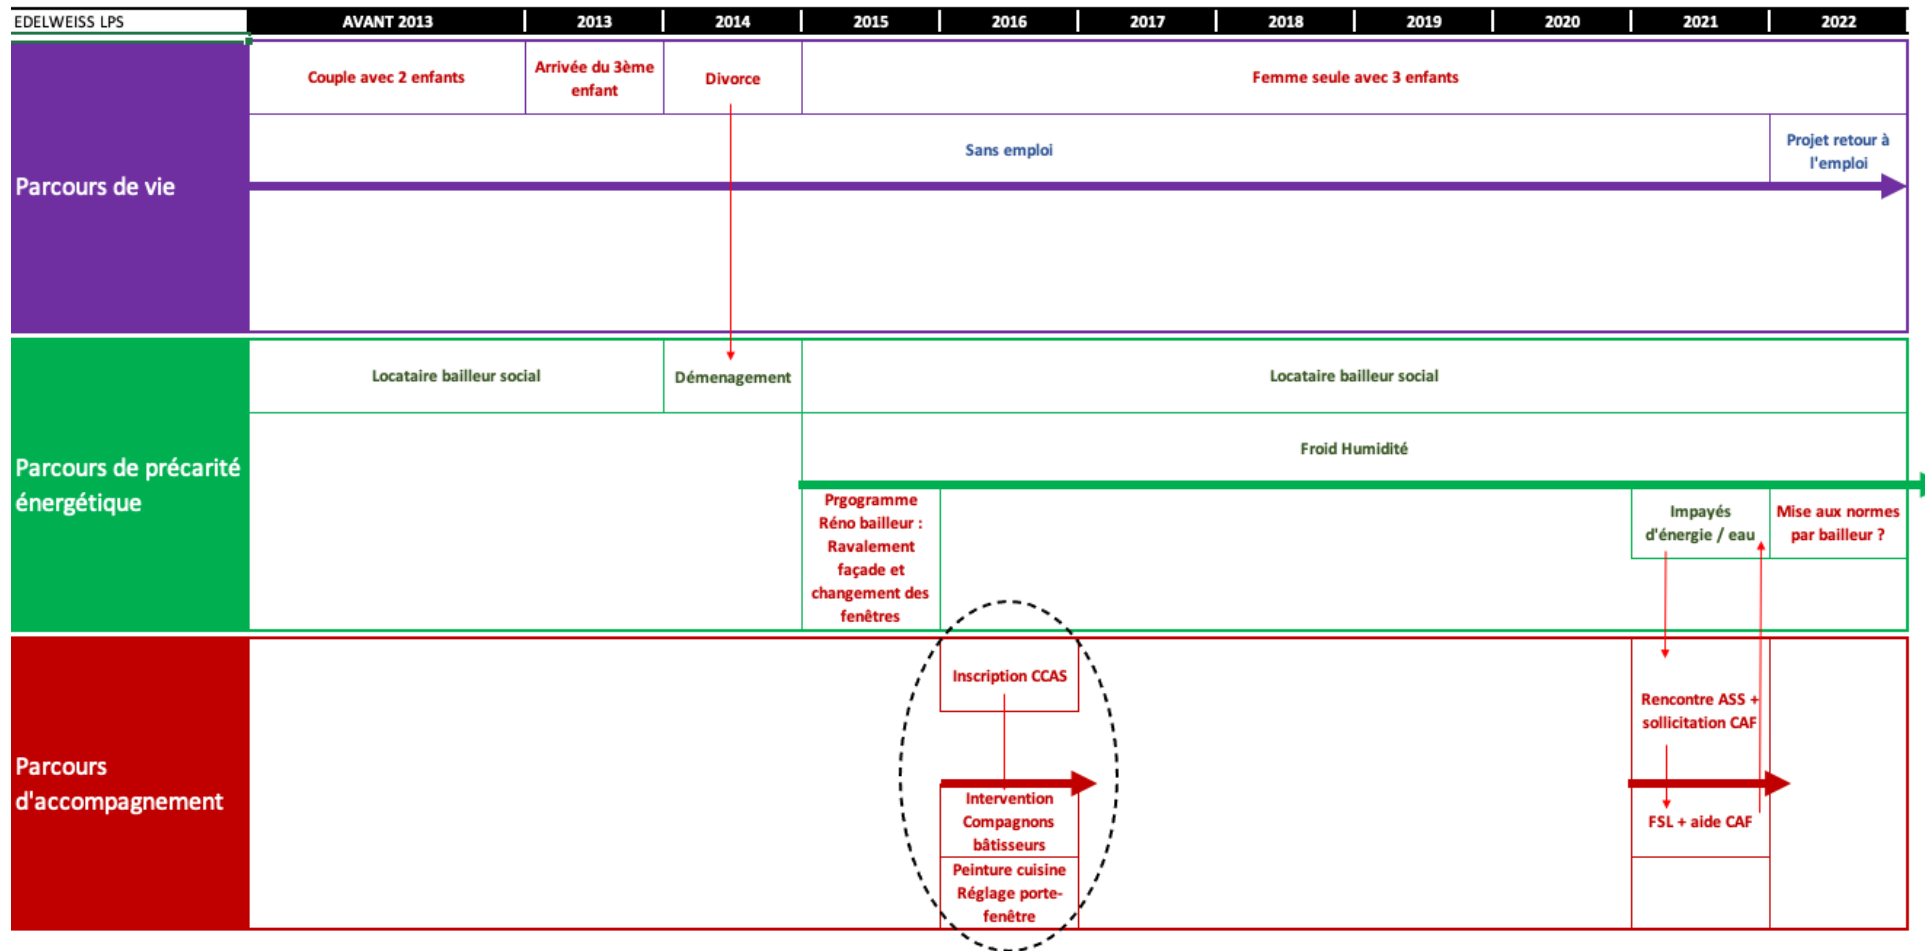 EDELWEISS LPS
AVANT 2013
2013
2014
2015
2016
2017
2018
2019
2020
2021
2022
Parcours de vie
Couple avec 2 enfants
Arrivée du 3ème
enfant
Divorce
Femme seule avec 3 enfants
Sans emploi
Projet retour à
l'emploi
Parcours de précarité
énergétique
Locataire bailleur social
Démenagement
Locataire bailleur social
Froid Humidité
Prgogramme
Réno bailleur :
Ravalement
façade et
changement des
fenêtres
Impayés
d'énergie / eau
Mise aux normes
par bailleur ?
Parcours
d'accompagnement
Inscription CCAS
Intervention
Compagnons
bâtisseurs
Peinture cuisine
Réglage porte-
fenêtre
Rencontre ASS +
sollicitation CAF
FSL + aide CAF